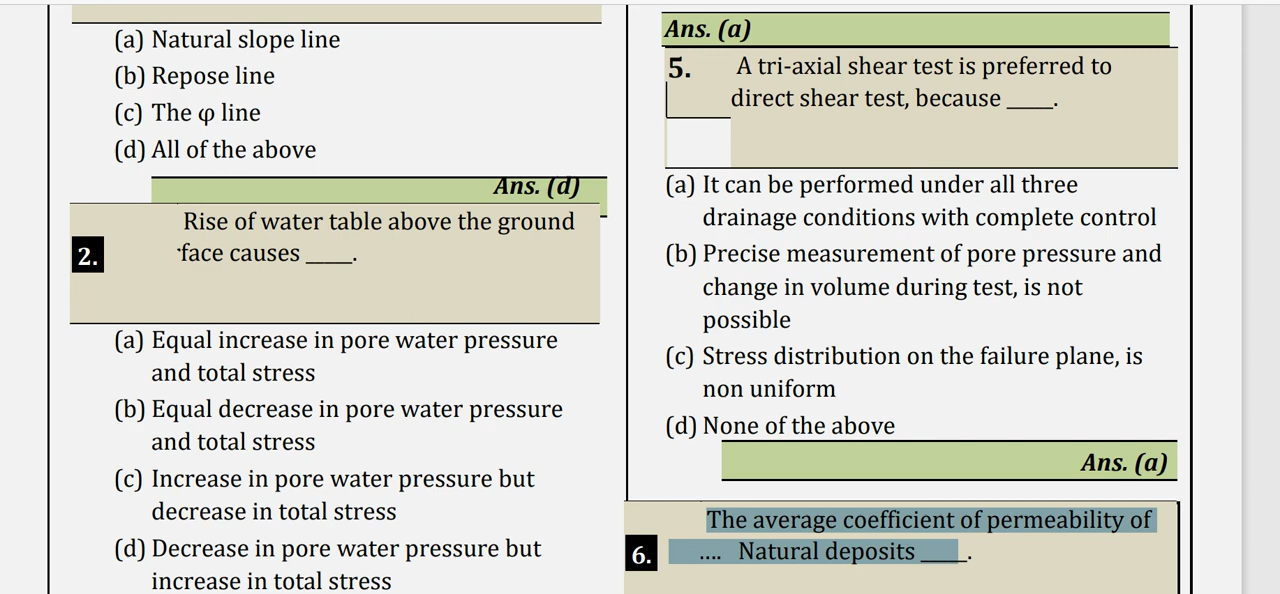 (a) Natural slope line
(b) Repose line
(c) The φ line
(d) All of the above
Ans. (d)
2.
Rise of water table above the ground
face causes _____.
(a) Equal increase in pore water pressure
and total stress
(b) Equal decrease in pore water pressure
and total stress
(c) Increase in pore water pressure but
decrease in total stress
(d) Decrease in pore water pressure but
increase in total stress
Ans. (a)
5. A tri-axial shear test is preferred to
direct shear test, because _____.
(a) It can be performed under all three
drainage conditions with complete control
(b) Precise measurement of pore pressure and
change in volume during test, is not
possible
(c) Stress distribution on the failure plane, is
non uniform
(d) None of the above
Ans. (a)
6.
The average coefficient of permeability of
.... Natural deposits _____.